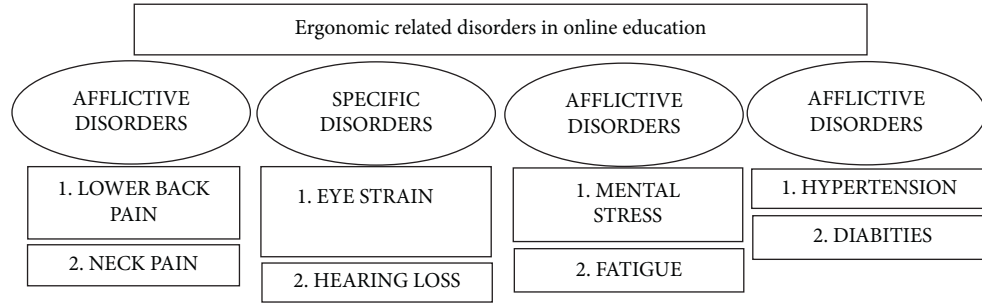 Ergonomic related disorders in online education
AFFLICTIVE
DISORDERS
1. LOWER BACK
PAIN
2. NECK PAIN
SPECIFIC
DISORDERS
1. EYE STRAIN
2. HEARING LOSS
AFFLICTIVE
DISORDERS
1. MENTAL
STRESS
2. FATIGUE
AFFLICTIVE
DISORDERS
1. HYPERTENSION
2. DIABITIES